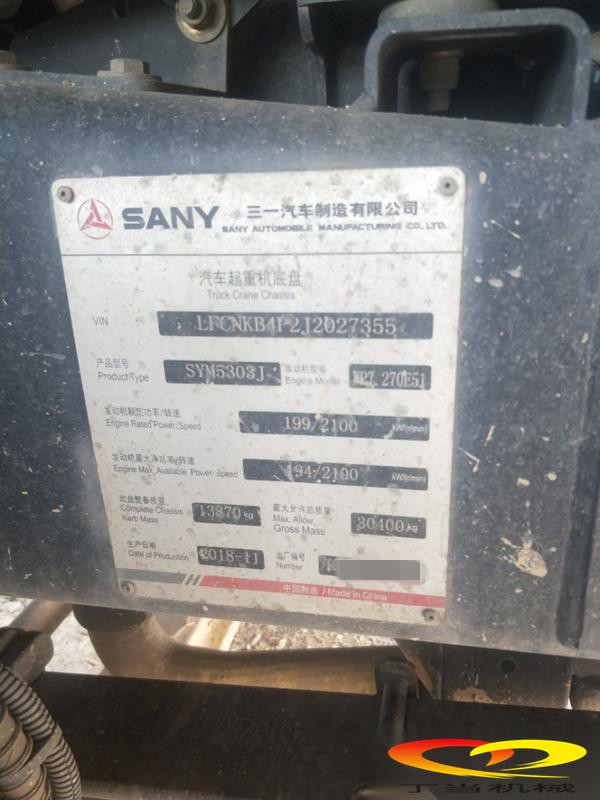 SANY 三一汽车制造有限公司
SANY AUTOMOBILE MANUFACTURING CO., LTD.
汽车起重机底盘
Truck Crane Chassis
VIN LFCNKB4P2J2027355
产品型号 SYM5303J 发动机型号 WP7.270E51
Product Type Engine Model
发动机额定功率/转速 199/2100 kW/(r/min)
Engine Rated Power/Speed
发动机最大净功率/转速 194/2100 kW/(r/min)
Engine Max. Available Power/Speed
底盘整备质量 13870 kg 最大允许总质量 30400 kg
Complete Chassis Max. Allow
Kerb Mass Gross Mass
生产日期 2018-11 出厂编号
Date of Production Number
中国制造 / Made in China
丁当机械